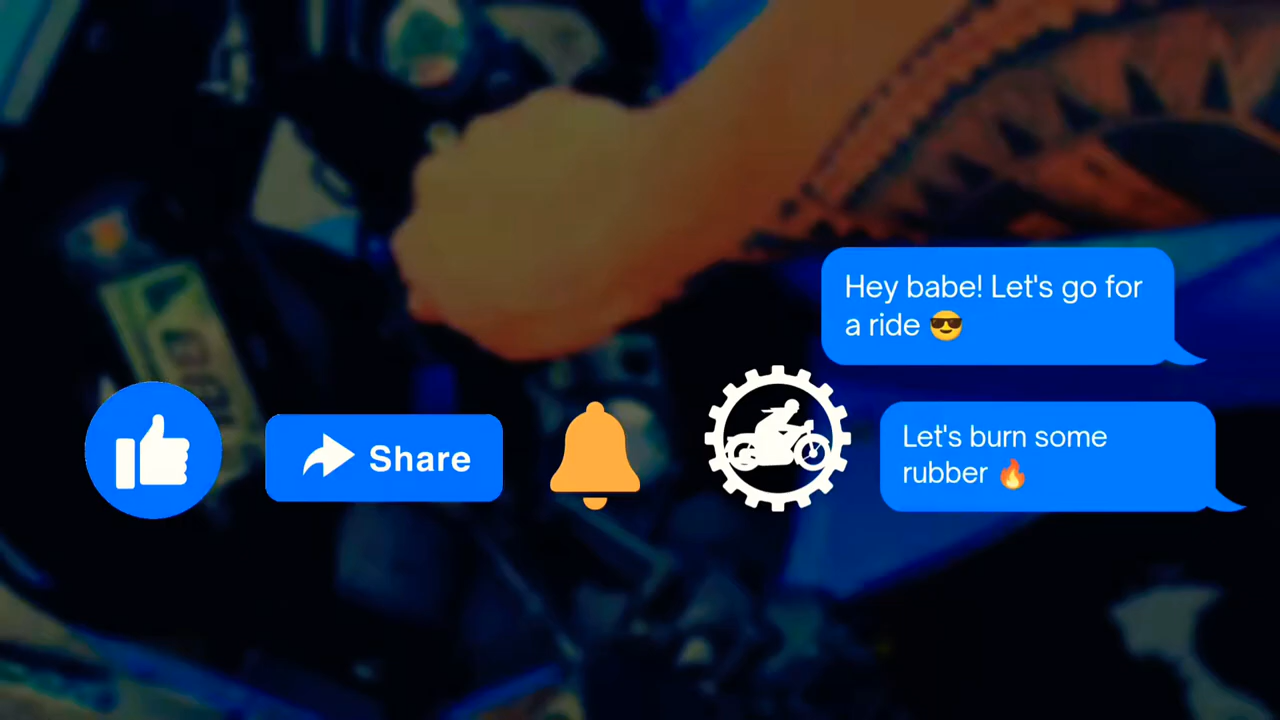 Hey babe! Let's go for
a ride 😎
Share
Let's burn some
rubber 🔥